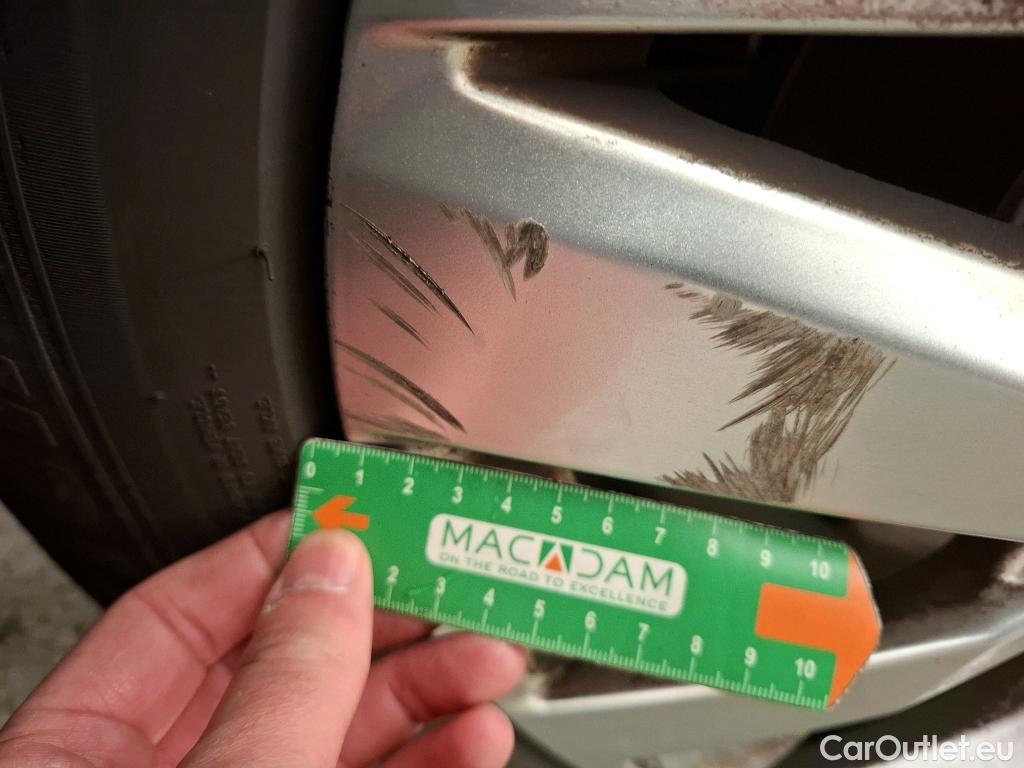 0 1 2 3 4 5 6 7 8 9 10
MACADAM
ON THE ROAD TO EXCELLENCE
2 3 4 5 6 7 8 9 10
CarOutlet.eu